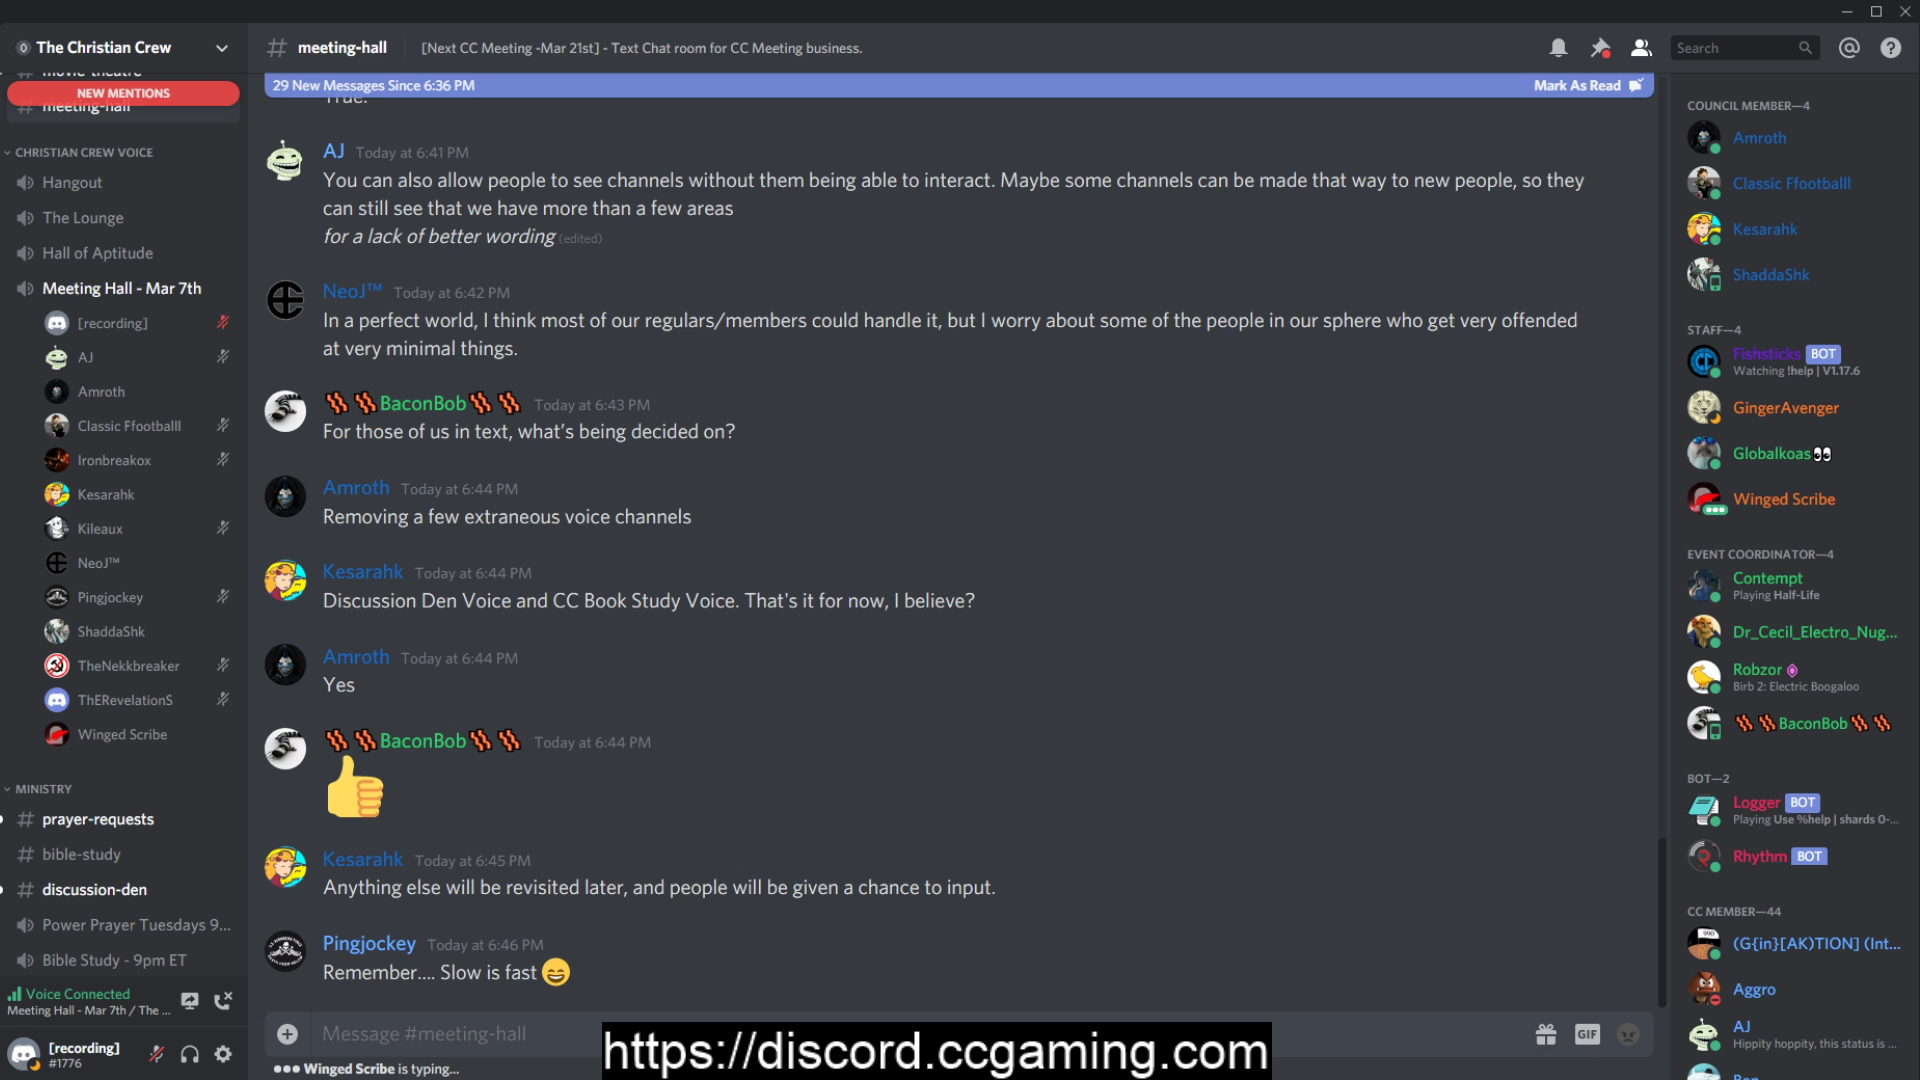 The Christian Crew
movie-theatre
NEW MENTIONS
meeting-hall
CHRISTIAN CREW VOICE
Hangout
The Lounge
Hall of Aptitude
Meeting Hall - Mar 7th
[recording]
AJ
Amroth
Classic Ffootballl
Ironbreakox
Kesarahk
Kileaux
NeoJ™
Pingjockey
ShaddaShk
TheNekkbreaker
ThERevelationS
Winged Scribe
MINISTRY
prayer-requests
bible-study
discussion-den
Power Prayer Tuesdays 9...
Bible Study - 9pm ET
Voice Connected
Meeting Hall - Mar 7th / The ...
[recording]
#1776
# meeting-hall [Next CC Meeting -Mar 21st] - Text Chat room for CC Meeting business.
Search
29 New Messages Since 6:36 PM Mark As Read
True.
AJ Today at 6:41 PM
You can also allow people to see channels without them being able to interact. Maybe some channels can be made that way to new people, so they
can still see that we have more than a few areas
for a lack of better wording (edited)
NeoJ™ Today at 6:42 PM
In a perfect world, I think most of our regulars/members could handle it, but I worry about some of the people in our sphere who get very offended
at very minimal things.
🥓🥓BaconBob🥓🥓 Today at 6:43 PM
For those of us in text, what's being decided on?
Amroth Today at 6:44 PM
Removing a few extraneous voice channels
Kesarahk Today at 6:44 PM
Discussion Den Voice and CC Book Study Voice. That's it for now, I believe?
Amroth Today at 6:44 PM
Yes
🥓🥓BaconBob🥓🥓 Today at 6:44 PM
👍
Kesarahk Today at 6:45 PM
Anything else will be revisited later, and people will be given a chance to input.
Pingjockey Today at 6:46 PM
Remember.... Slow is fast 😄
Message #meeting-hall
GIF
https://discord.ccgaming.com
Winged Scribe is typing...
COUNCIL MEMBER—4
Amroth
Classic Ffootballl
Kesarahk
ShaddaShk
STAFF—4
Fishsticks BOT
Watching !help | V1.17.6
GingerAvenger
Globalkoas👀
Winged Scribe
EVENT COORDINATOR—4
Contempt
Playing Half-Life
Dr_Cecil_Electro_Nug...
Robzor
Birb 2: Electric Boogaloo
🥓🥓BaconBob🥓🥓
BOT—2
Logger BOT
Playing Use %help | shards 0-...
Rhythm BOT
CC MEMBER—44
(G{in}[AK)TION] (Int...
Aggro
AJ
Hippity hoppity, this status is ...